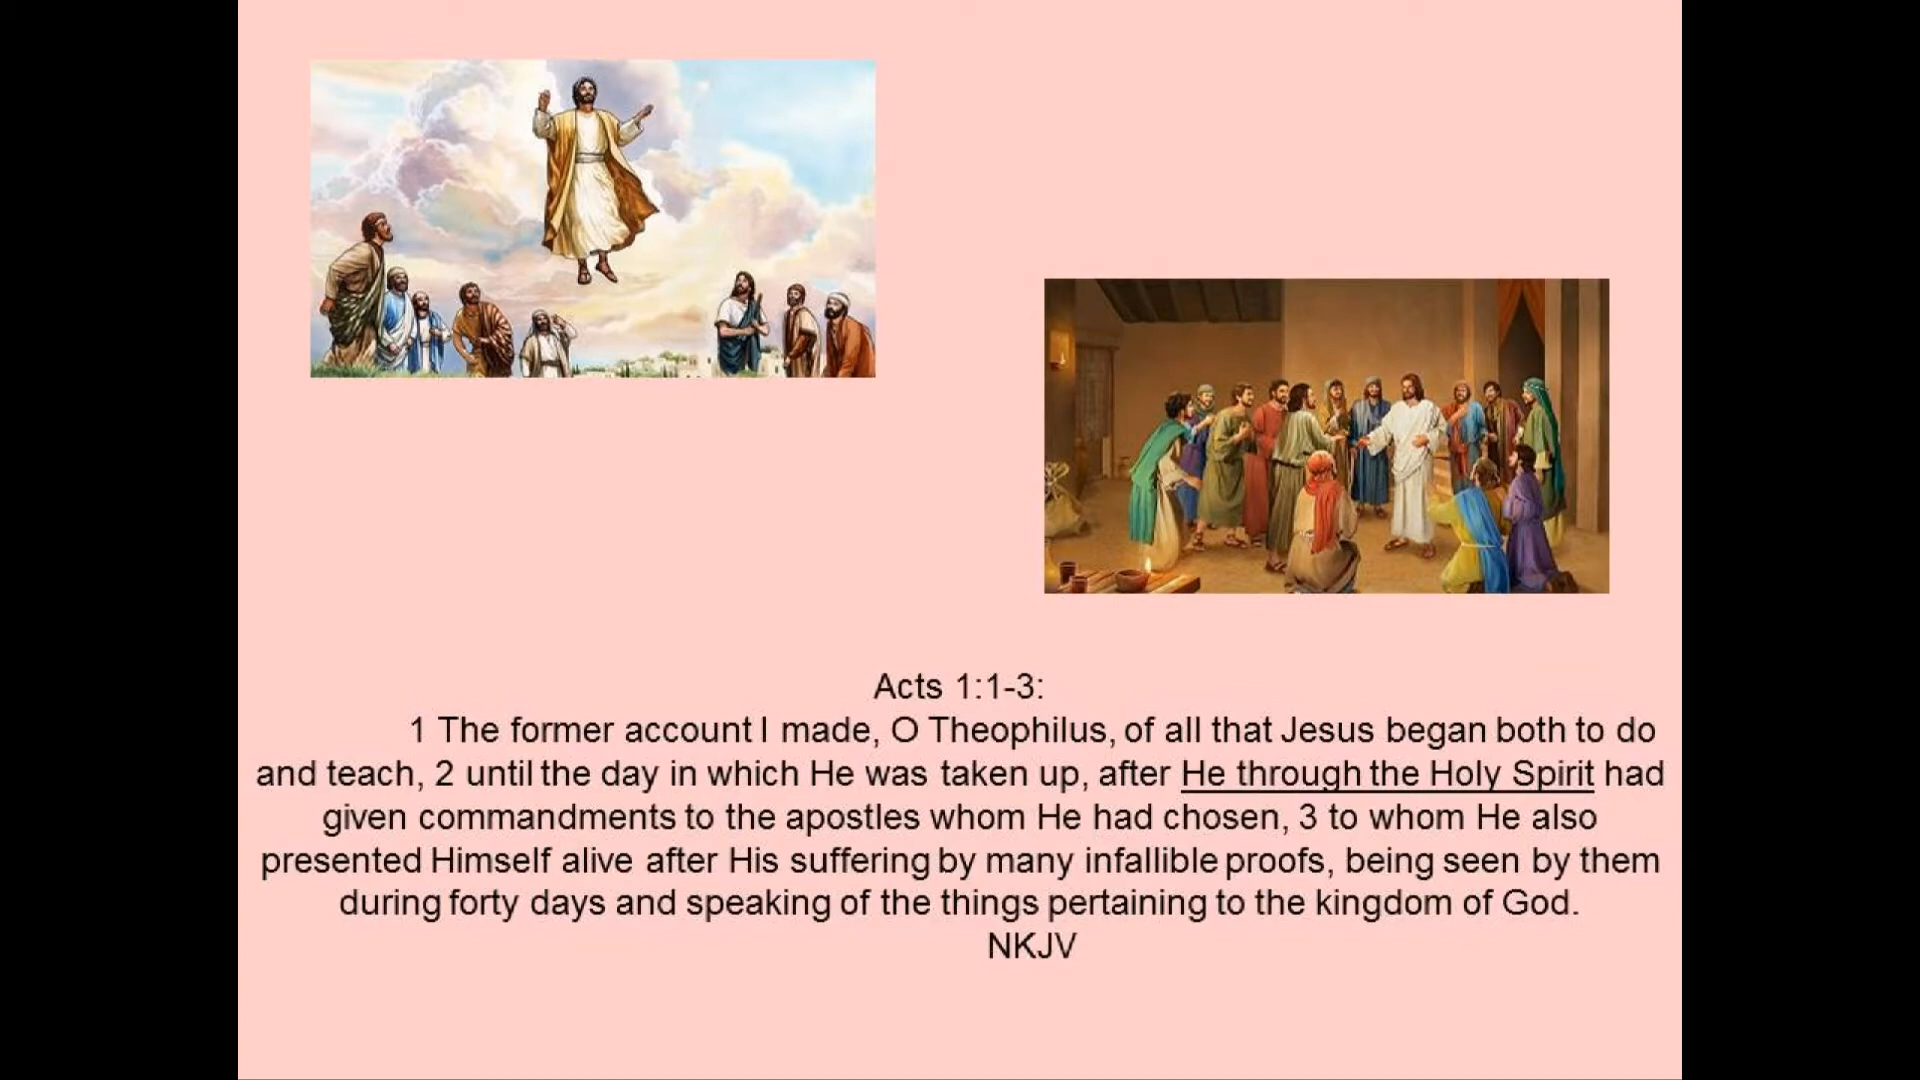 Acts 1:1-3:
1 The former account I made, O Theophilus, of all that Jesus began both to do
and teach, 2 until the day in which He was taken up, after He through the Holy Spirit had
given commandments to the apostles whom He had chosen, 3 to whom He also
presented Himself alive after His suffering by many infallible proofs, being seen by them
during forty days and speaking of the things pertaining to the kingdom of God.
NKJV